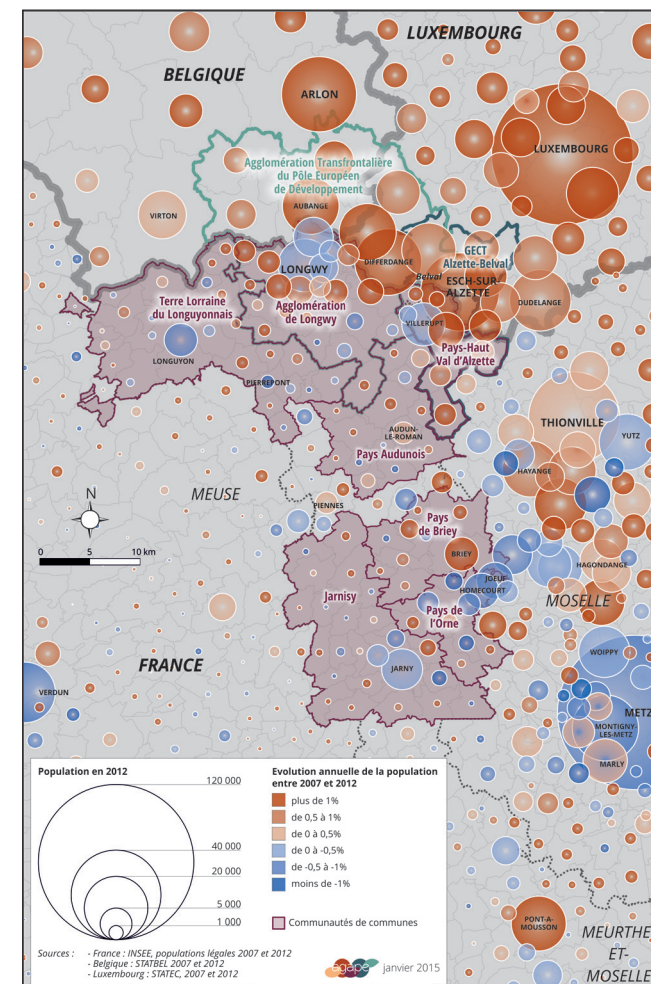 LUXEMBOURG
BELGIQUE
ARLON
LUXEMBOURG
Agglomération Transfrontalière
du Pôle Européen
de Développement
VIRTON
AUBANGE
GECT
Alzette-Belval
LONGWY
DIFFERDANGE
Belval
ESCH-SUR-
ALZETTE
DUDELANGE
Terre Lorraine
du Longuyonnais
Agglomération
de Longwy
VILLERUPT
Pays-Haut
Val d'Alzette
LONGUYON
PIERREPONT
THIONVILLE
YUTZ
AUDUN-
LE-ROMAN
Pays Audunois
HAYANGE
MEUSE
N
PIENNES
Pays
de Briey
0 5 10 km
BRIEY
HAGONDANGE
JOEUF
HOMECOURT
Jarnisy
MOSELLE
Pays de
l'Orne
FRANCE
JARNY
WOIPPY
VERDUN
METZ
MONTIGNY
LES-METZ
MARLY
Population en 2012
120 000
40 000
20 000
5 000
1 000
Evolution annuelle de la population
entre 2007 et 2012
plus de 1%
de 0,5 à 1%
de 0 à 0,5%
de 0 à -0,5%
de -0,5 à -1%
moins de -1%
Communautés de communes
PONT-A-
MOUSSON
MEURTHE
ET-
MOSELLE
Sources : - France : INSEE, populations légales 2007 et 2012
- Belgique : STATBEL 2007 et 2012
- Luxembourg : STATEC, 2007 et 2012
agape janvier 2015